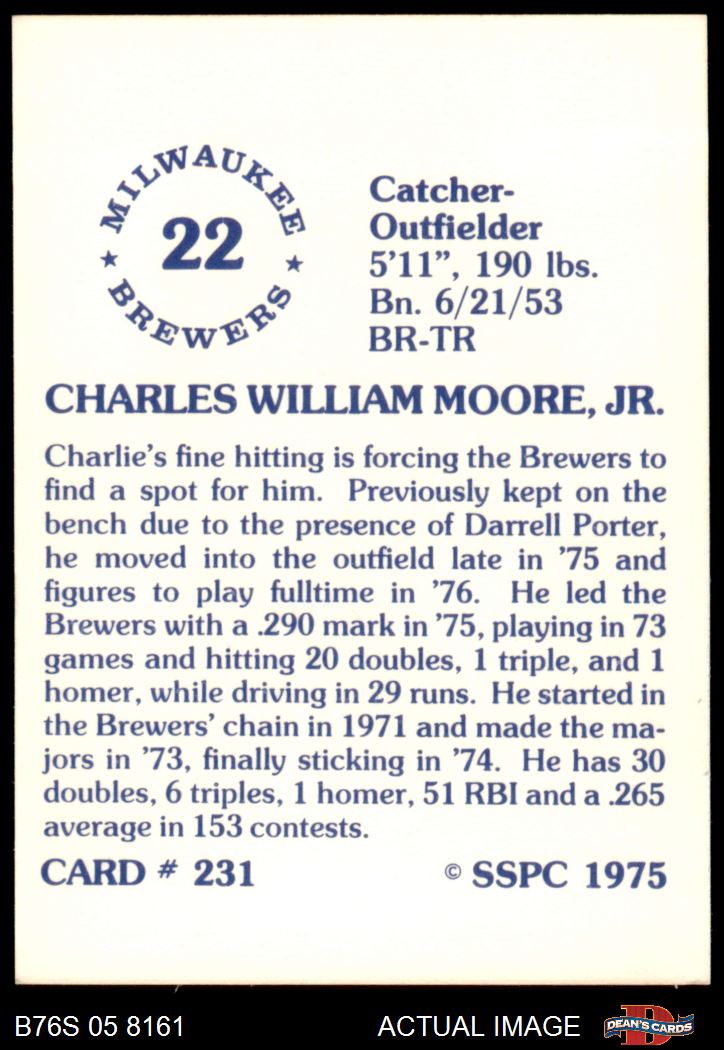 MILWAUKEE
22
★ ★
BREWERS
Catcher-
Outfielder
5'11", 190 lbs.
Bn. 6/21/53
BR-TR
CHARLES WILLIAM MOORE, JR.
Charlie's fine hitting is forcing the Brewers to
find a spot for him. Previously kept on the
bench due to the presence of Darrell Porter,
he moved into the outfield late in '75 and
figures to play fulltime in '76. He led the
Brewers with a .290 mark in '75, playing in 73
games and hitting 20 doubles, 1 triple, and 1
homer, while driving in 29 runs. He started in
the Brewers' chain in 1971 and made the ma-
jors in '73, finally sticking in '74. He has 30
doubles, 6 triples, 1 homer, 51 RBI and a .265
average in 153 contests.
CARD # 231 © SSPC 1975
B76S 05 8161 ACTUAL IMAGE D DEAN'S CARDS